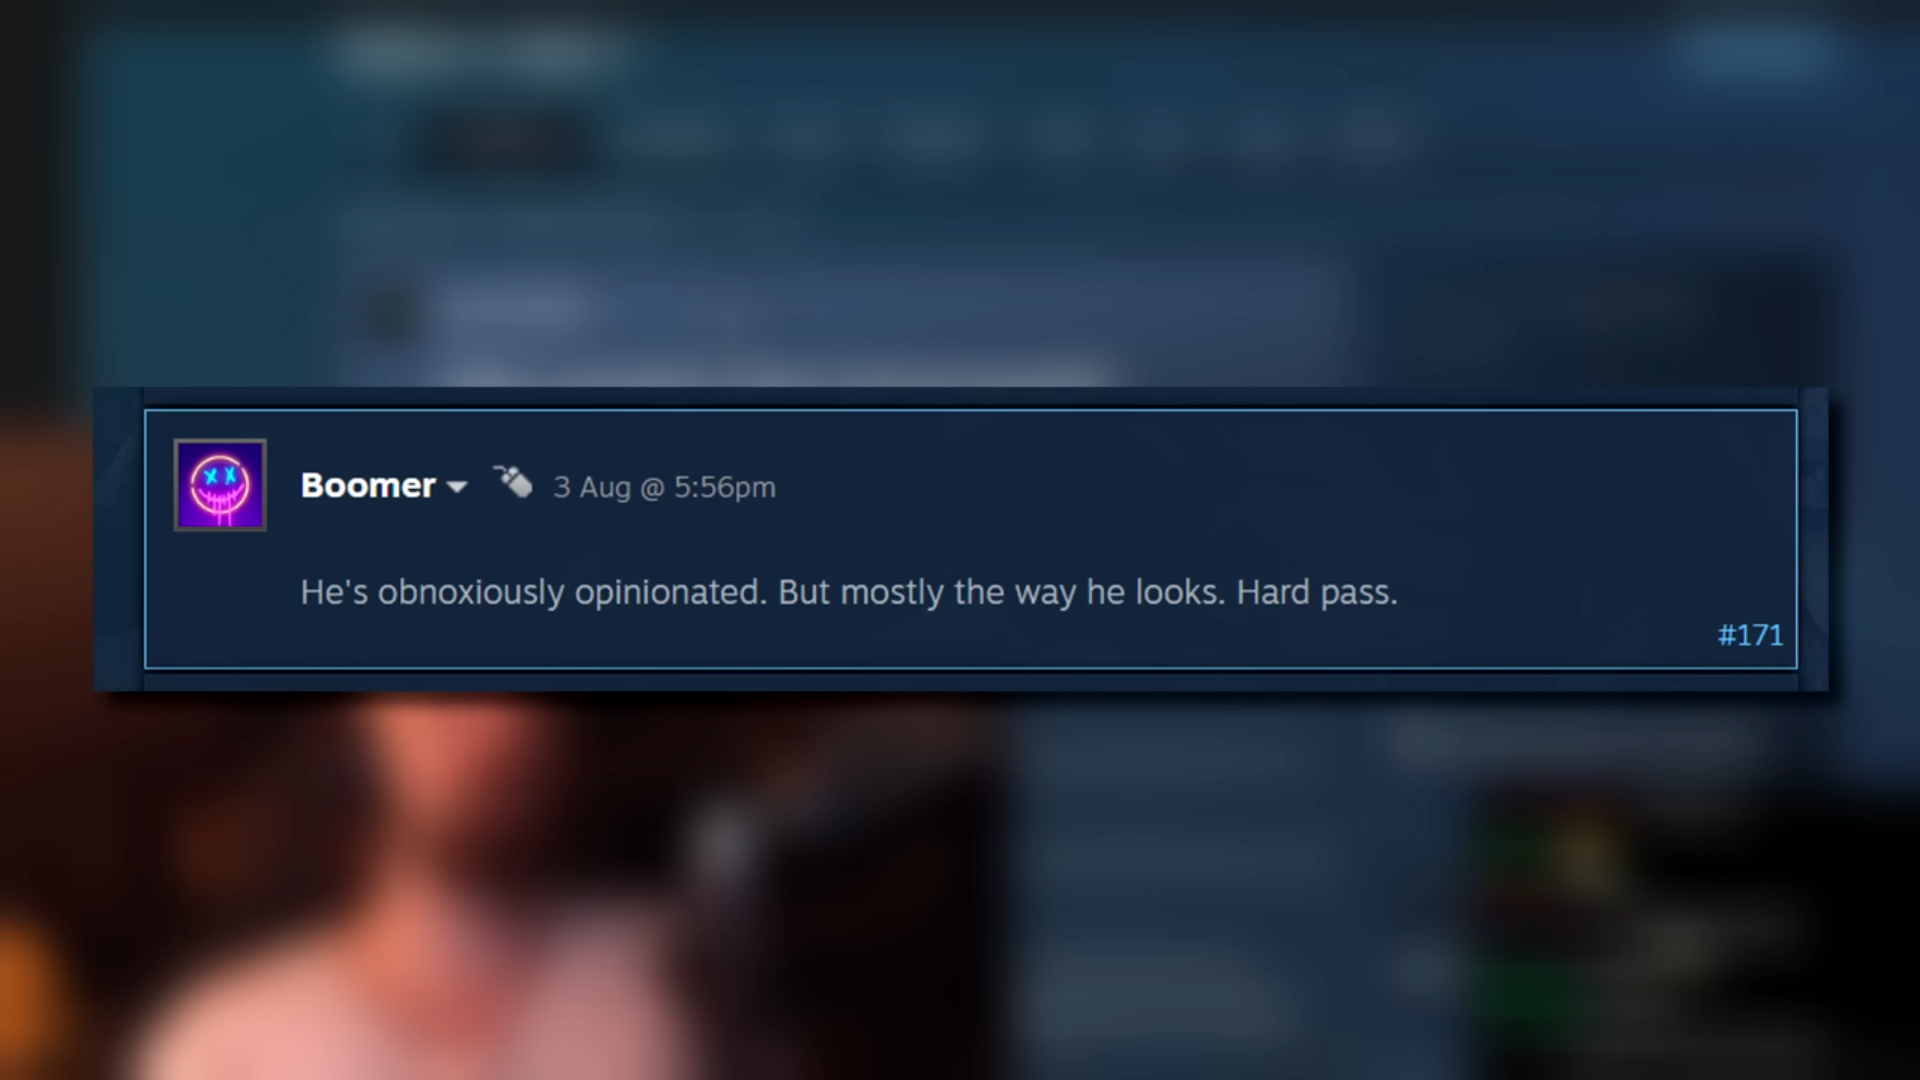 Boomer 3 Aug @ 5:56pm
He's obnoxiously opinionated. But mostly the way he looks. Hard pass.
#171